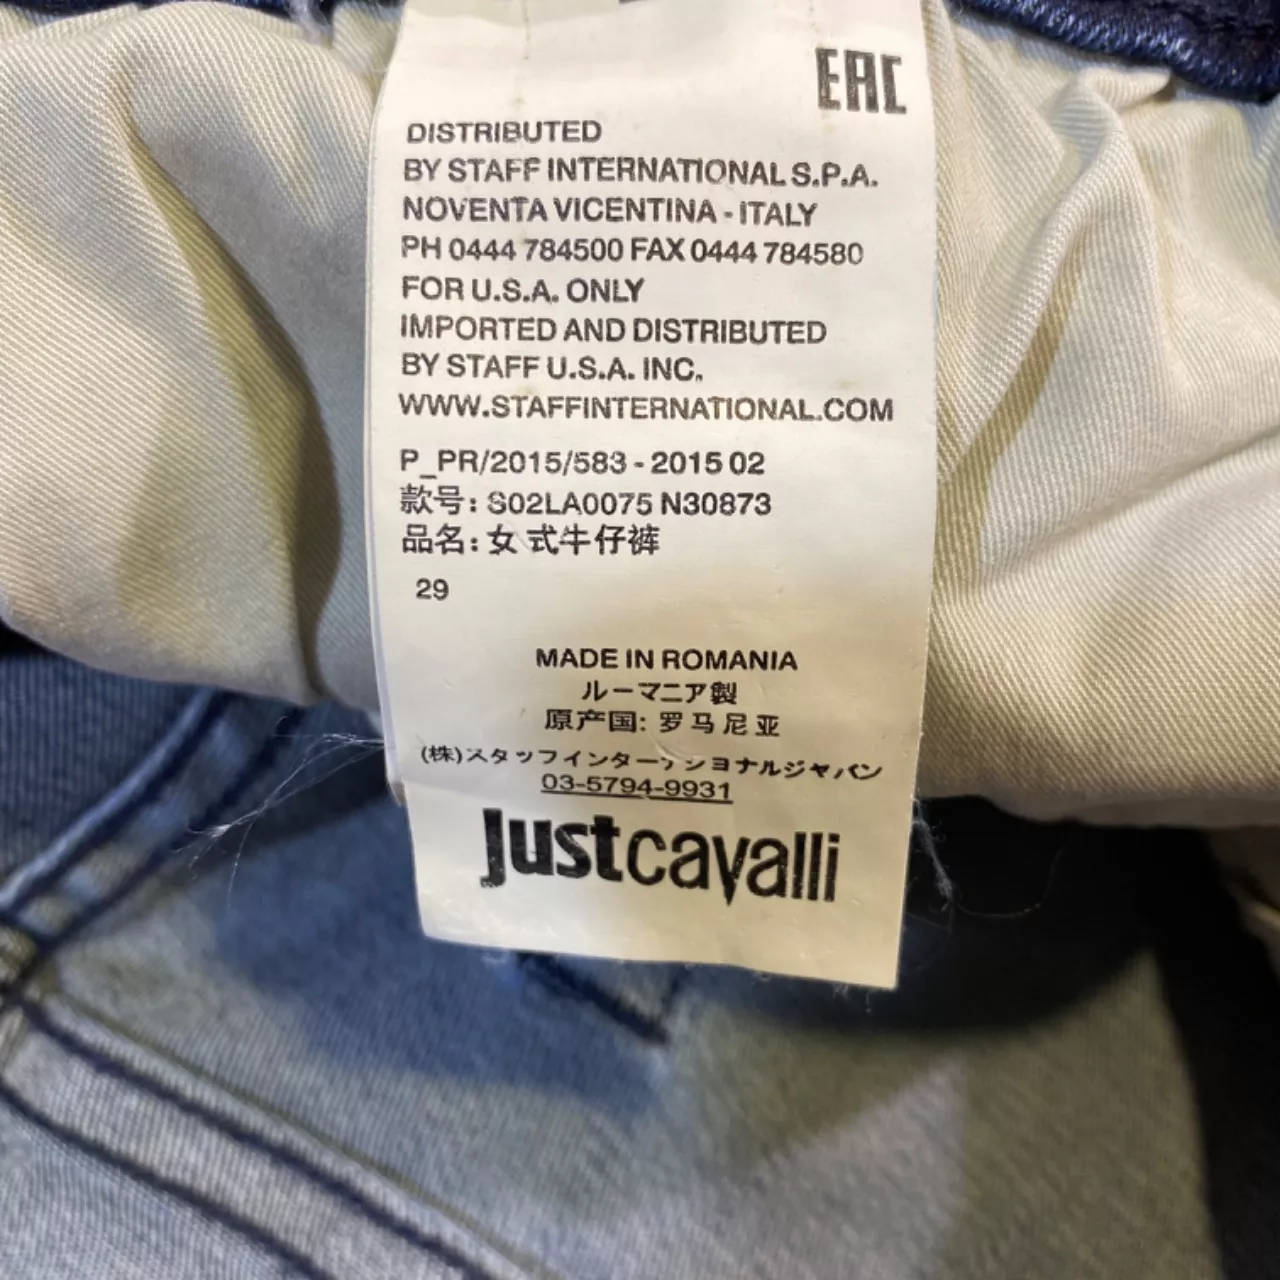 EAC
DISTRIBUTED
BY STAFF INTERNATIONAL S.P.A.
NOVENTA VICENTINA - ITALY
PH 0444 784500 FAX 0444 784580
FOR U.S.A. ONLY
IMPORTED AND DISTRIBUTED
BY STAFF U.S.A. INC.
WWW.STAFFINTERNATIONAL.COM
P_PR/2015/583 - 2015 02
款号: S02LA0075 N30873
品名: 女 式牛仔裤
29
MADE IN ROMANIA
ルーマニア製
原产国: 罗马尼亚
(株)スタッフインターナショナルジャパン
03-5794-9931
justcavalli